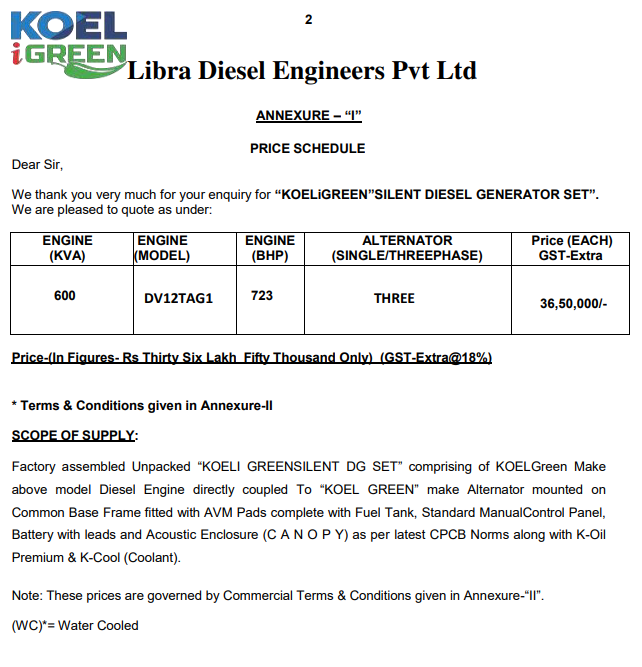 2
KOEL
iGREEN
Libra Diesel Engineers Pvt Ltd
ANNEXURE – “I”
PRICE SCHEDULE
Dear Sir,
We thank you very much for your enquiry for “KOELiGREEN”SILENT DIESEL GENERATOR SET”.
We are pleased to quote as under:
ENGINE (KVA) ENGINE (MODEL) ENGINE (BHP) ALTERNATOR (SINGLE/THREEPHASE) Price (EACH) GST-Extra
600 DV12TAG1 723 THREE 36,50,000/-
Price-(In Figures- Rs Thirty Six Lakh Fifty Thousand Only) (GST-Extra@18%)
* Terms & Conditions given in Annexure-II
SCOPE OF SUPPLY:
Factory assembled Unpacked “KOELI GREENSILENT DG SET” comprising of KOELGreen Make
above model Diesel Engine directly coupled To “KOEL GREEN” make Alternator mounted on
Common Base Frame fitted with AVM Pads complete with Fuel Tank, Standard ManualControl Panel,
Battery with leads and Acoustic Enclosure (C A N O P Y) as per latest CPCB Norms along with K-Oil
Premium & K-Cool (Coolant).
Note: These prices are governed by Commercial Terms & Conditions given in Annexure-“II”.
(WC)*= Water Cooled